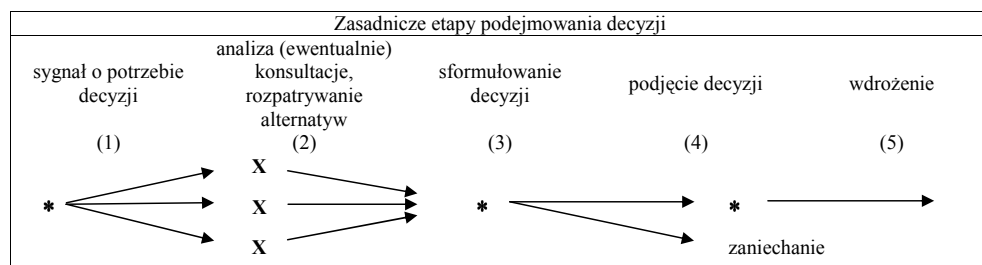 Zasadnicze etapy podejmowania decyzji
sygnał o potrzebie
decyzji
(1)
analiza (ewentualnie)
konsultacje,
rozpatrywanie
alternatyw
(2)
sformułowanie
decyzji
(3)
podjęcie decyzji
(4)
wdrożenie
(5)
*
X
X
X
*
*
zaniechanie